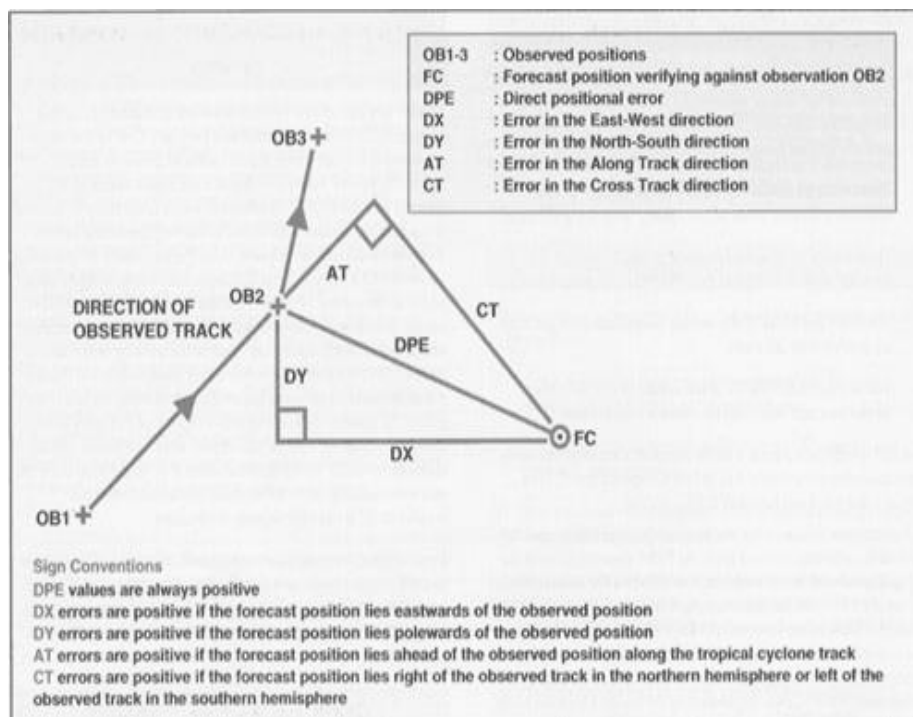 OB1-3 : Observed positions
FC : Forecast position verifying against observation OB2
DPE : Direct positional error
DX : Error in the East-West direction
DY : Error in the North-South direction
AT : Error in the Along Track direction
CT : Error in the Cross Track direction
OB3
AT
OB2
CT
DIRECTION OF
OBSERVED TRACK
DPE
DY
FC
DX
OB1
Sign Conventions
DPE values are always positive
DX errors are positive if the forecast position lies eastwards of the observed position
DY errors are positive if the forecast position lies polewards of the observed position
AT errors are positive if the forecast position lies ahead of the observed position along the tropical cyclone track
CT errors are positive if the forecast position lies right of the observed track in the northern hemisphere or left of the
observed track in the southern hemisphere